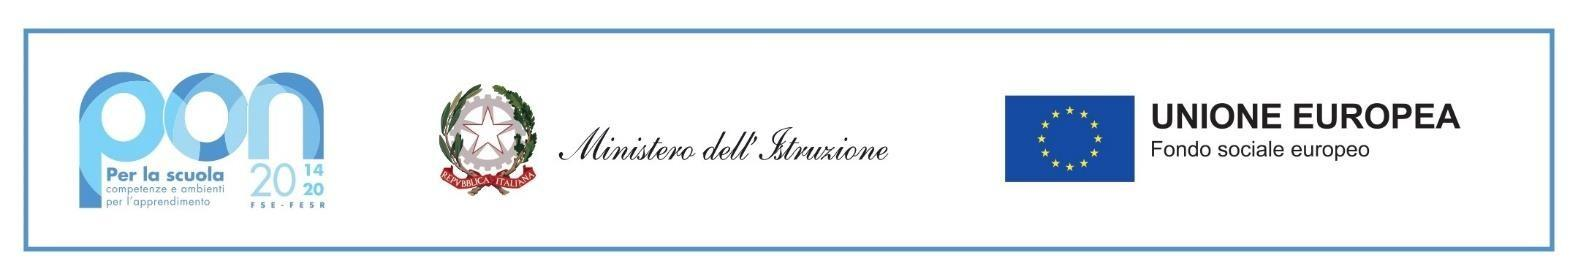 pon
Per la scuola
competenze e ambienti
per l'apprendimento
20 14
20
FSE-FESR
REPVBBLICA ITALIANA
Ministero dell'Istruzione
UNIONE EUROPEA
Fondo sociale europeo